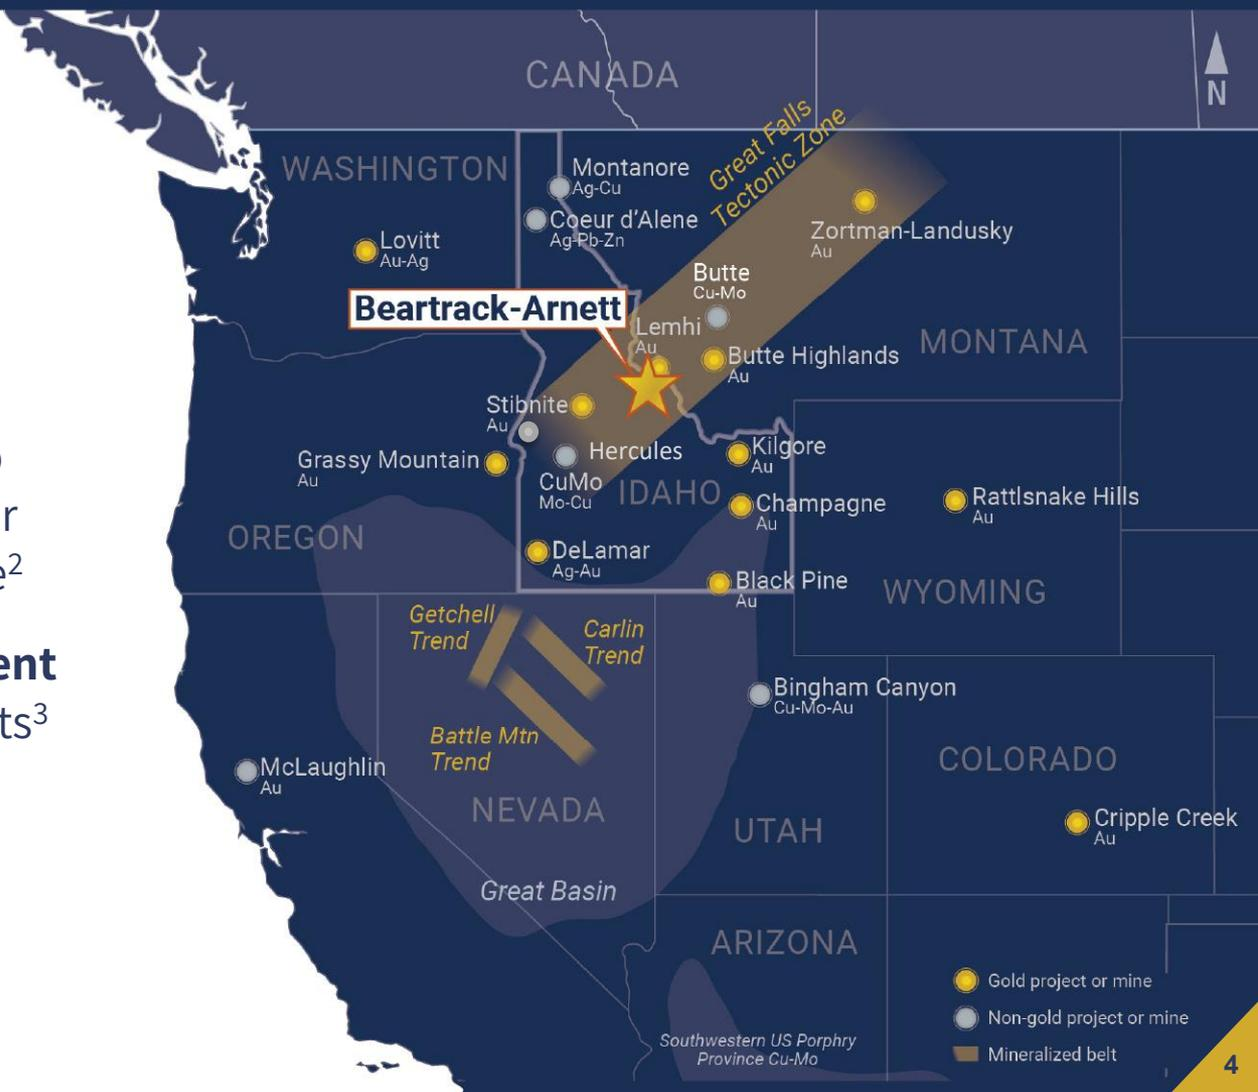 CANADA
N
Great Falls
Tectonic Zone
WASHINGTON
Montanore
Ag-Cu
Coeur d'Alene
Ag-Pb-Zn
Lovitt
Au-Ag
Zortman-Landusky
Au
Butte
Cu-Mo
Beartrack-Arnett
Lemhi
Au
MONTANA
Butte Highlands
Au
Stibnite
Au
Hercules
Kilgore
Au
Grassy Mountain
Au
CuMo
Mo-Cu
IDAHO
Champagne
Au
Rattlsnake Hills
Au
r
OREGON
DeLamar
Ag-Au
e2
Black Pine
Au
WYOMING
Getchell
Trend
Carlin
Trend
ent
Bingham Canyon
Cu-Mo-Au
ts3
Battle Mtn
Trend
COLORADO
McLaughlin
Au
NEVADA
UTAH
Cripple Creek
Au
Great Basin
ARIZONA
Gold project or mine
Non-gold project or mine
Mineralized belt
Southwestern US Porphry
Province Cu-Mo
4